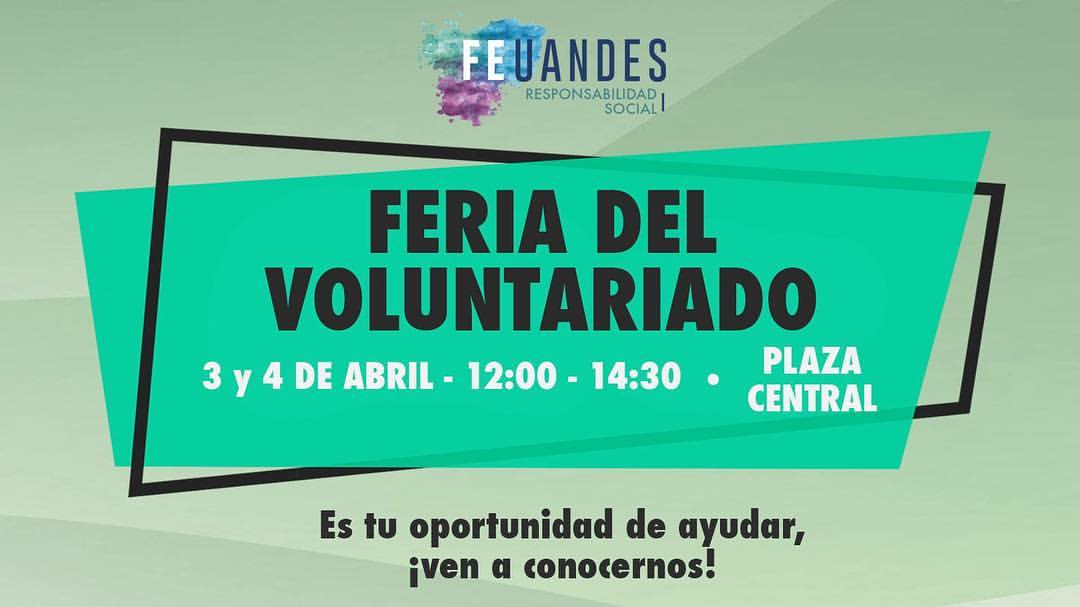 FEUANDES
RESPONSABILIDAD
SOCIAL
FERIA DEL
VOLUNTARIADO
3 y 4 DE ABRIL - 12:00 - 14:30 • PLAZA
CENTRAL
Es tu oportunidad de ayudar,
¡ven a conocernos!